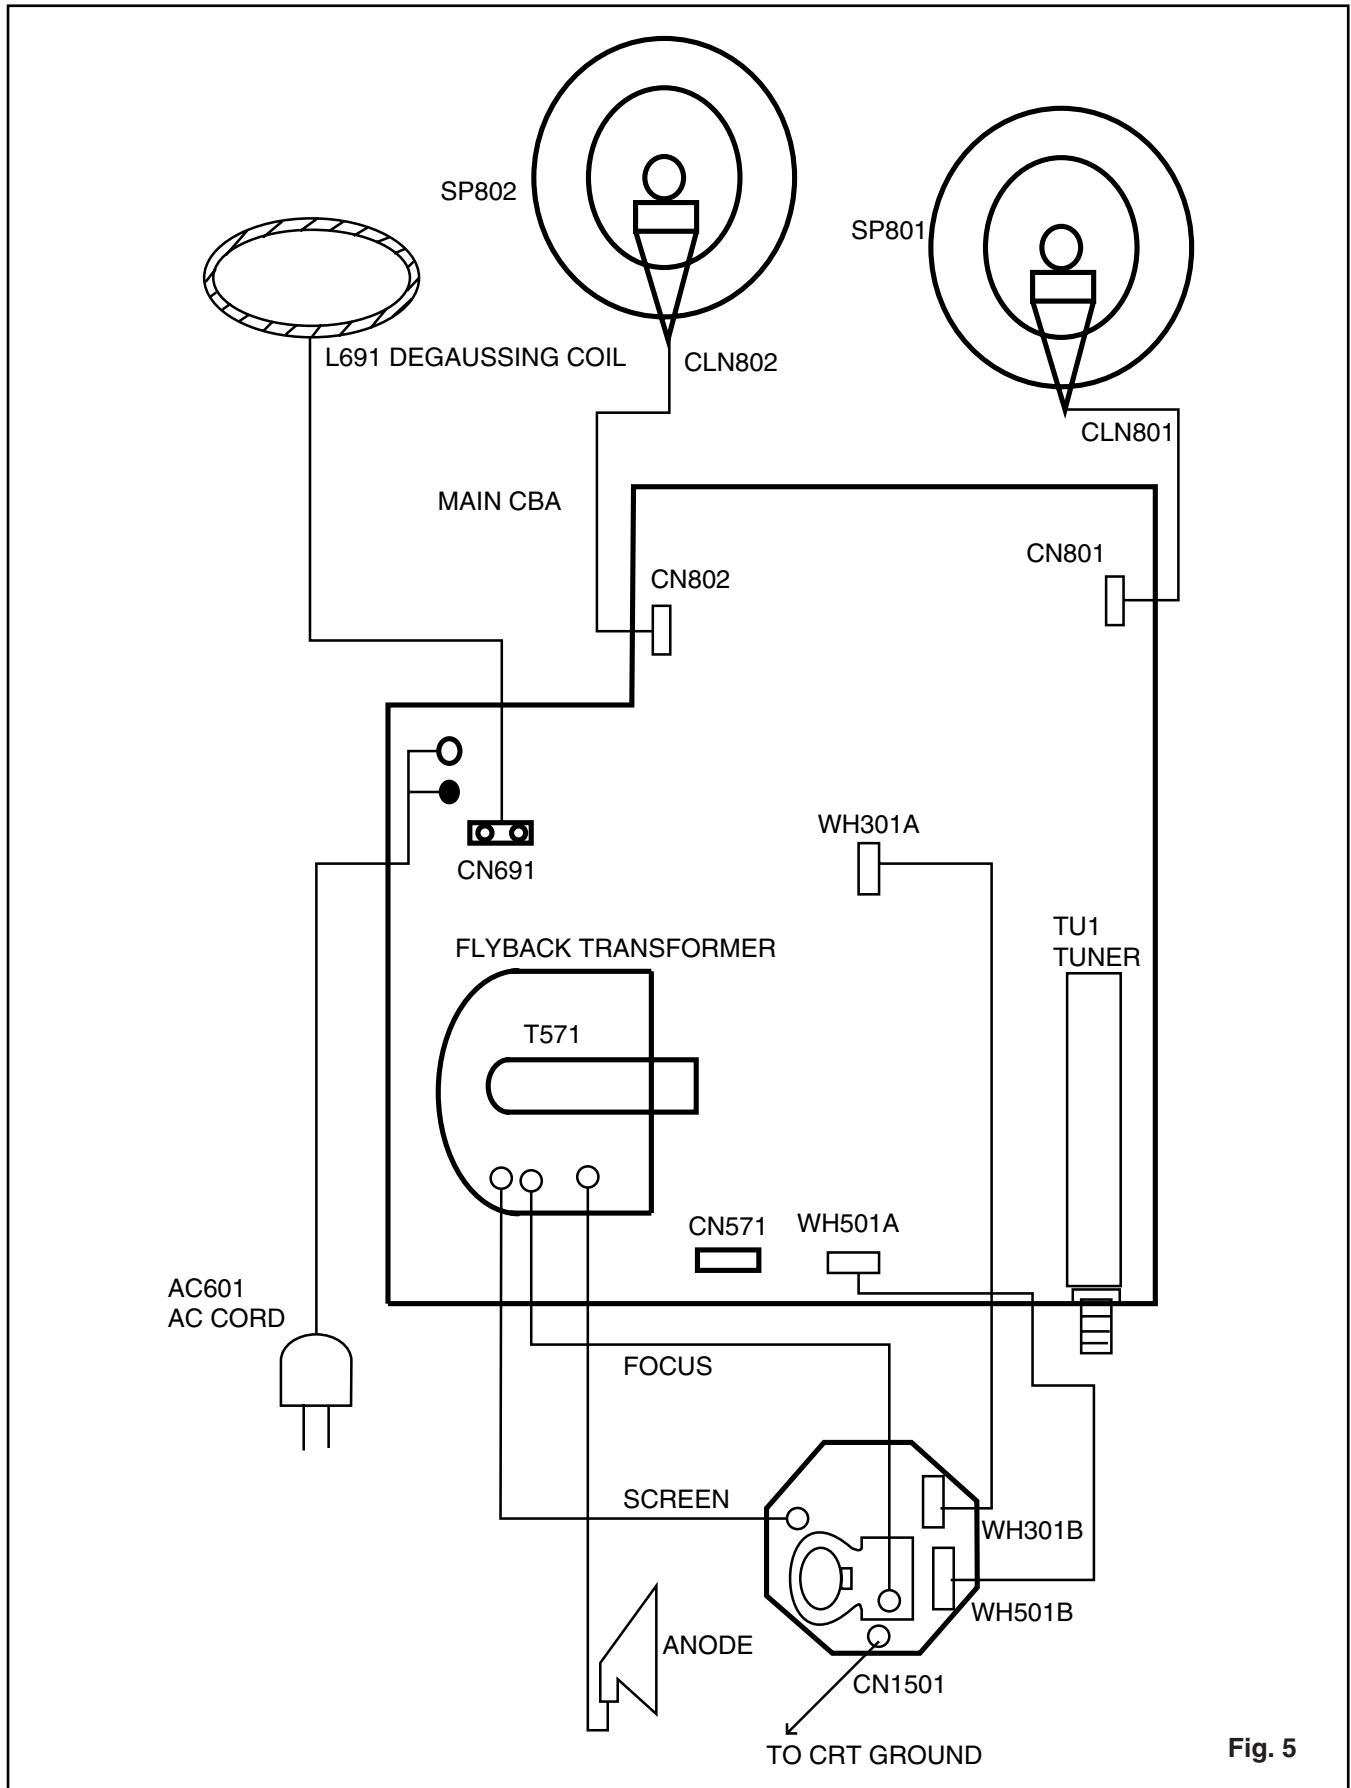 SP802
SP801
L691 DEGAUSSING COIL
CLN802
CLN801
MAIN CBA
CN801
CN802
WH301A
CN691
TU1
TUNER
FLYBACK TRANSFORMER
T571
CN571
WH501A
AC601
AC CORD
FOCUS
SCREEN
WH301B
WH501B
ANODE
CN1501
TO CRT GROUND
Fig. 5